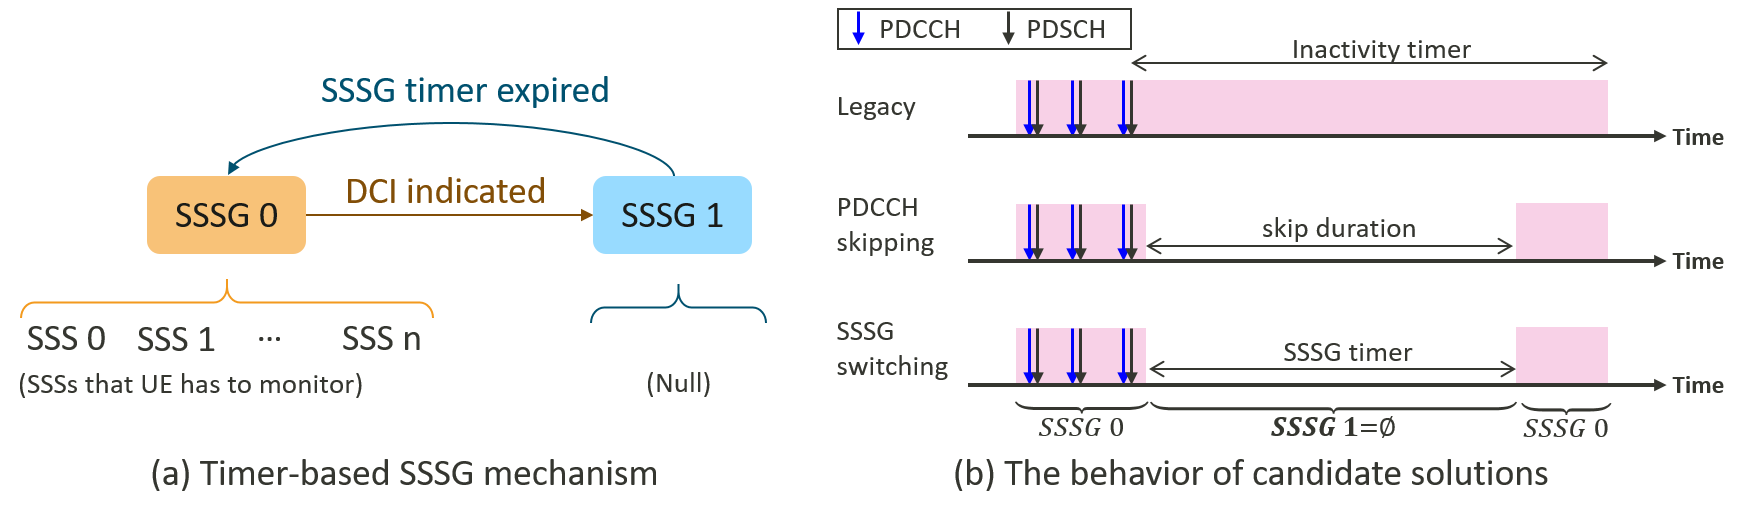 SSSG timer expired
SSSG 0
DCI indicated
SSSG 1
SSS 0 SSS 1 ... SSS n
(SSSs that UE has to monitor)
(Null)
(a) Timer-based SSSG mechanism
PDCCH PDSCH
Inactivity timer
Legacy
Time
PDCCH
skipping
skip duration
Time
SSSG
switching
SSSG timer
Time
SSSG 0 SSSG 1=∅ SSSG 0
(b) The behavior of candidate solutions